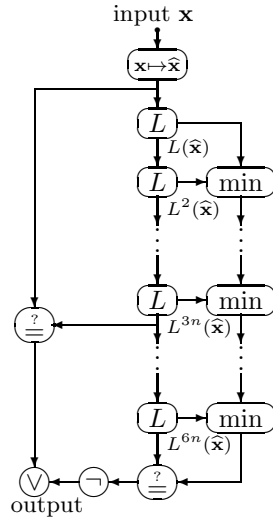 input 𝐱
𝐱↦𝐱̂
L
L(𝐱̂)
L min
L²(𝐱̂)
⋮ ⋮
L min
L³ⁿ(𝐱̂)
≟
⋮ ⋮
L min
L⁶ⁿ(𝐱̂)
∨ ¬ ≟
output